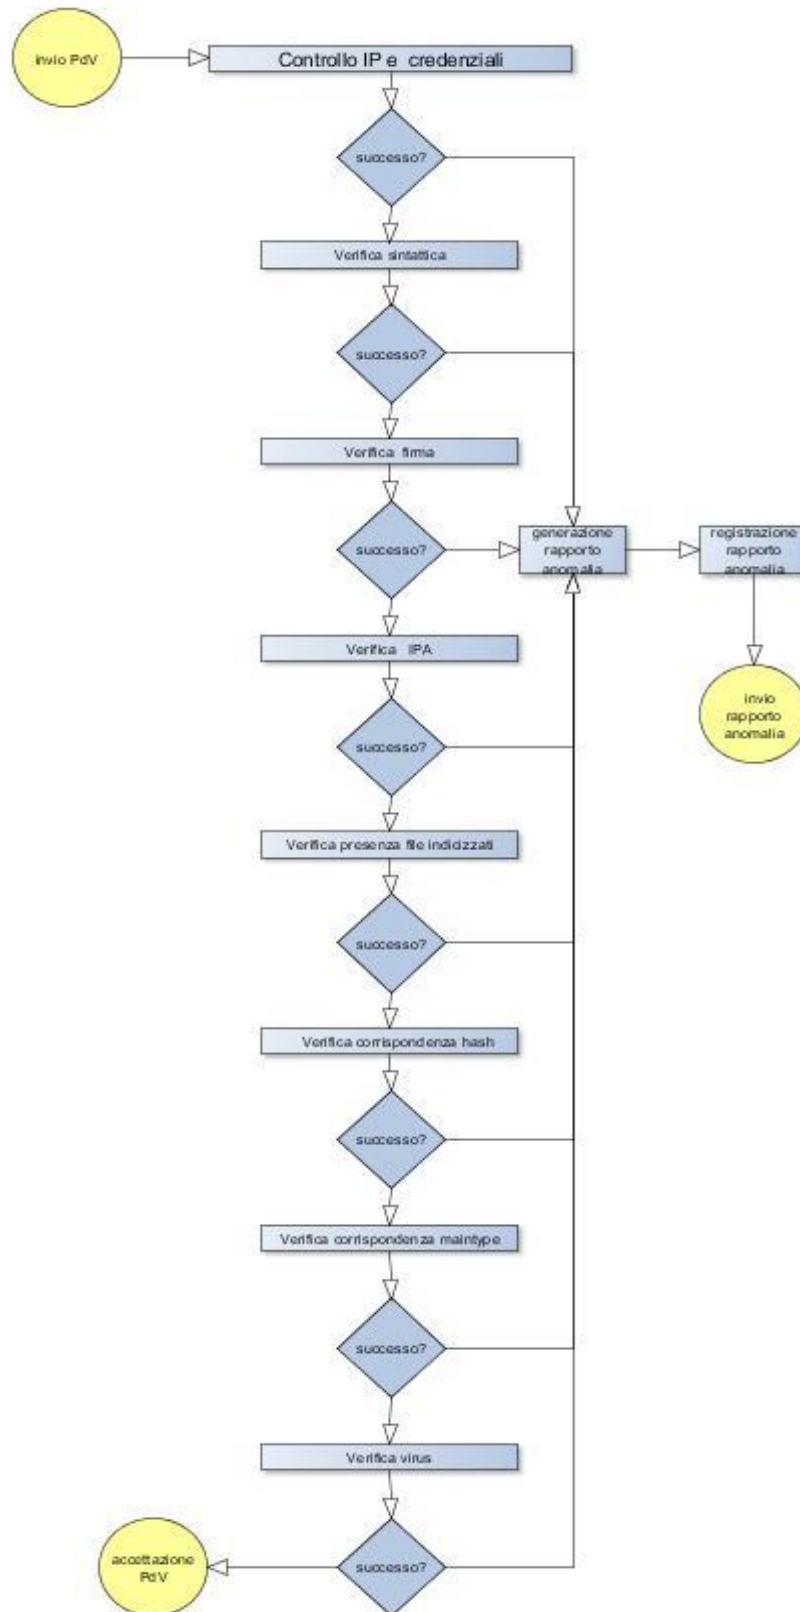 invio PdV
Controllo IP e credenziali
successo?
Verifica sintattica
successo?
Verifica firma
successo?
generazione
rapporto
anomalia
registrazione
rapporto
anomalia
Verifica IPA
invio
rapporto
anomalia
successo?
Verifica presenza file indicizzati
successo?
Verifica corrispondenza hash
successo?
Verifica corrispondenza maintype
successo?
Verifica virus
accettazione
PdV
successo?